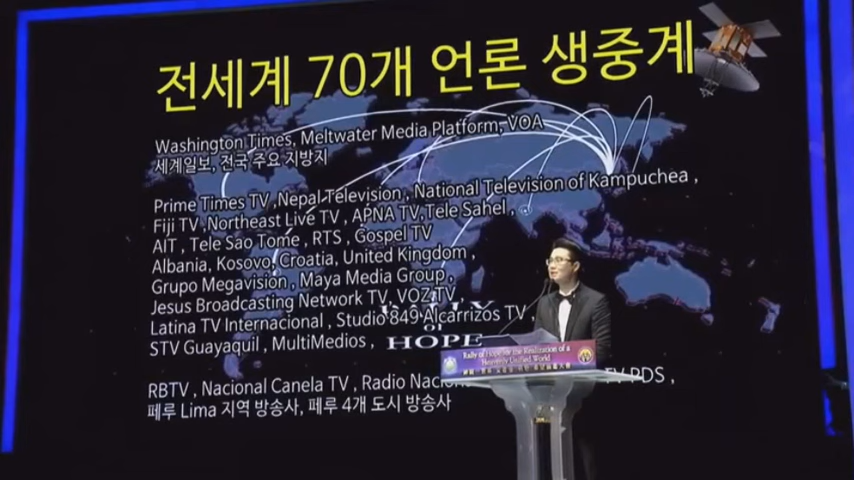 전세계 70개 언론 생중계
Washington Times, Meltwater Media Platform, VOA
세계일보, 전국 주요 지방지
Prime Times TV ,Nepal Television , National Television of Kampuchea ,
Fiji TV ,Northeast Live TV , APNA TV,Tele Sahel ,
AIT , Tele Sao Tome , RTS , Gospel TV
Albania, Kosovo, Croatia, United Kingdom ,
Grupo Megavision , Maya Media Group ,
Jesus Broadcasting Network TV, VOZ TV,
Latina TV Internacional , Studio 849 Alcarrizos TV ,
STV Guayaquil , MultiMedios ,
RALLY
of
HOPE
Rally of Hope for the Realization of a
Heavenly Unified World
RBTV , Nacional Canela TV , Radio TV PDS ,
페루 Lima 지역 방송사, 페루 4개 도시 방송사